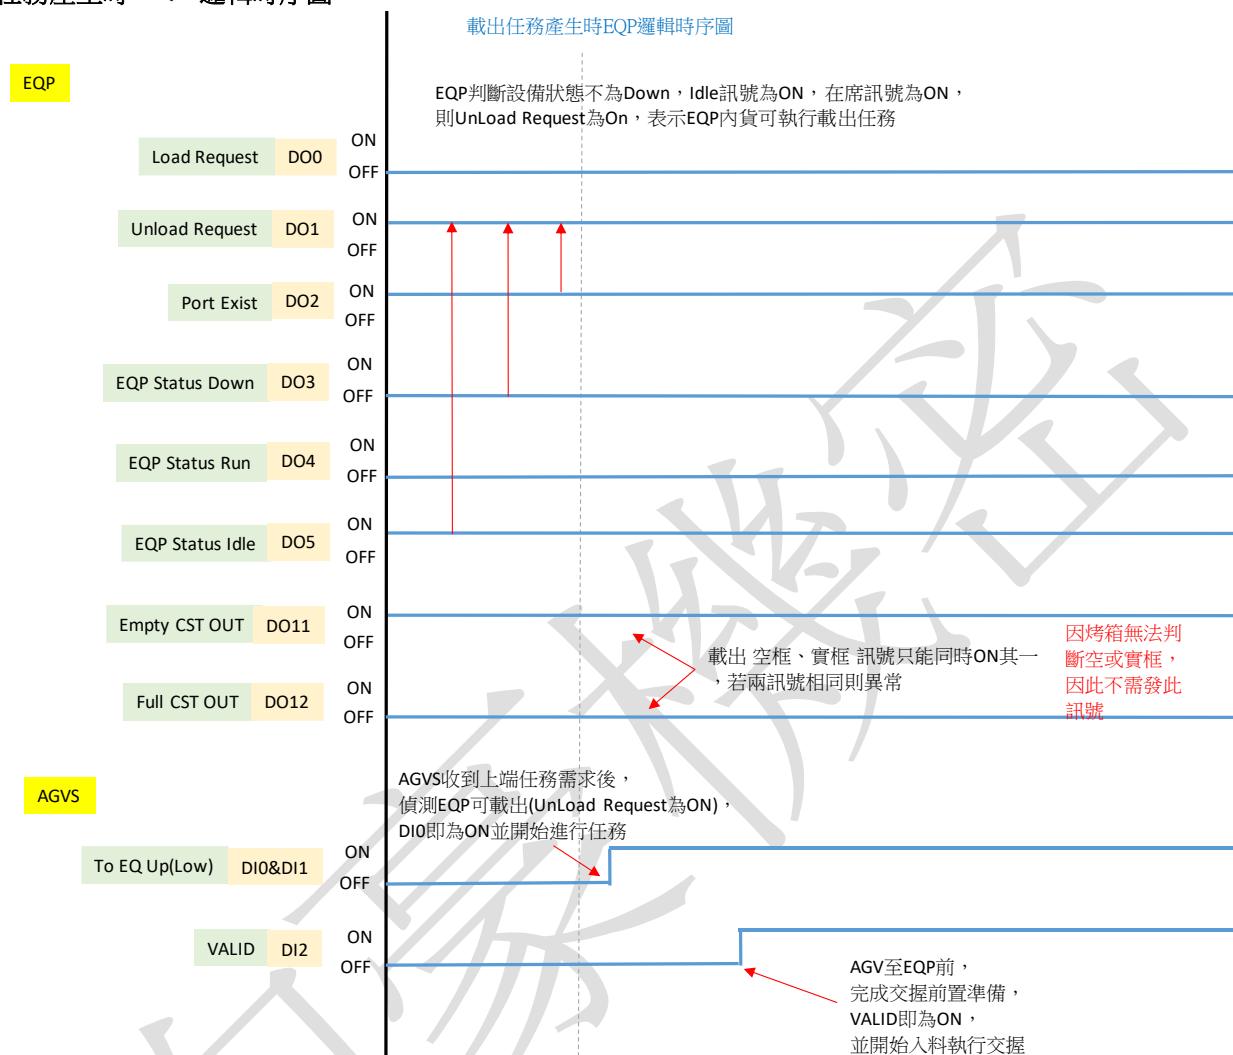 載出任務產生時EQP邏輯時序圖
EQP
EQP判斷設備狀態不為Down，Idle訊號為ON，在席訊號為ON，
則UnLoad Request為On，表示EQP內貨可執行載出任務
Load Request DO0 ON
OFF
Unload Request DO1 ON
OFF
Port Exist DO2 ON
OFF
EQP Status Down DO3 ON
OFF
EQP Status Run DO4 ON
OFF
EQP Status Idle DO5 ON
OFF
Empty CST OUT DO11 ON
OFF
載出 空框、實框 訊號只能同時ON其一
，若兩訊號相同則異常
因烤箱無法判
斷空或實框，
因此不需發此
訊號
Full CST OUT DO12 ON
OFF
AGVS
AGVS收到上端任務需求後，
偵測EQP可載出(UnLoad Request為ON)，
DI0即為ON並開始進行任務
To EQ Up(Low) DI0&DI1 ON
OFF
VALID DI2 ON
OFF
AGV至EQP前，
完成交握前置準備，
VALID即為ON，
並開始入料執行交握
機密